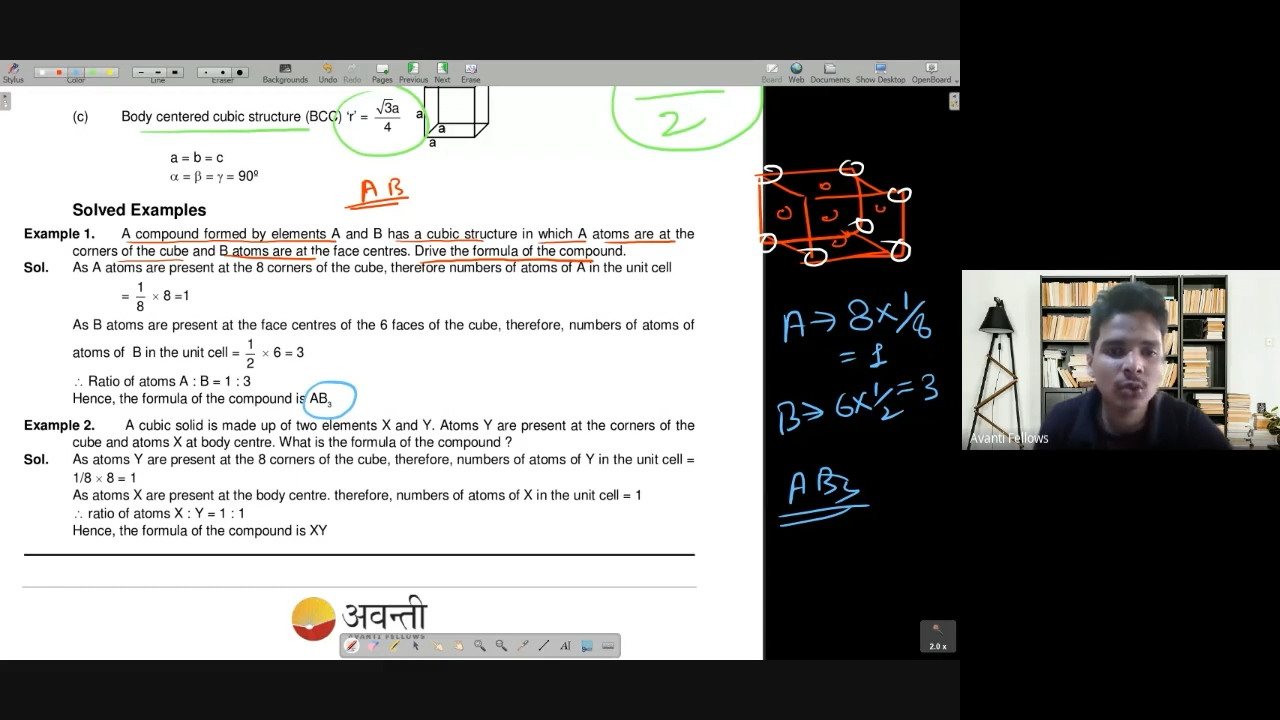 Stylus Color Line Eraser Backgrounds Undo Redo Pages Previous Next Erase Board Web Documents Show Desktop OpenBoard
(c) Body centered cubic structure (BCC) 'r' = √3a/4
a
a
a
2
a = b = c
α = β = γ = 90º
A B
Solved Examples
Example 1. A compound formed by elements A and B has a cubic structure in which A atoms are at the
corners of the cube and B atoms are at the face centres. Drive the formula of the compound.
Sol. As A atoms are present at the 8 corners of the cube, therefore numbers of atoms of A in the unit cell
= 1/8 × 8 =1
As B atoms are present at the face centres of the 6 faces of the cube, therefore, numbers of atoms of
atoms of B in the unit cell = 1/2 × 6 = 3
∴ Ratio of atoms A : B = 1 : 3
Hence, the formula of the compound is AB₃
Example 2. A cubic solid is made up of two elements X and Y. Atoms Y are present at the corners of the
cube and atoms X at body centre. What is the formula of the compound ?
Sol. As atoms Y are present at the 8 corners of the cube, therefore, numbers of atoms of Y in the unit cell =
1/8 × 8 = 1
As atoms X are present at the body centre. therefore, numbers of atoms of X in the unit cell = 1
∴ ratio of atoms X : Y = 1 : 1
Hence, the formula of the compound is XY
A → 8 × 1/8
= 1
B → 6 × 1/2 = 3
AB3
Avanti Fellows
अवन्ती
AVANTI FELLOWS
AI
2.0 x